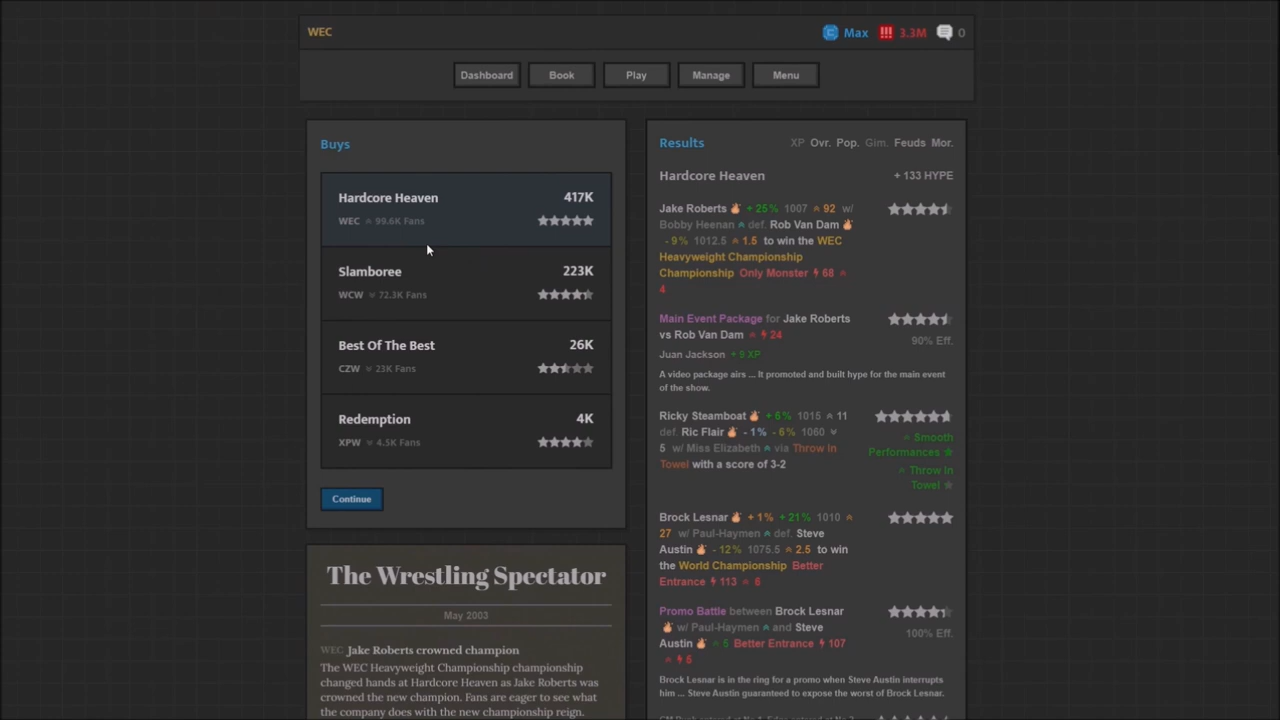 WEC
Max 3.3M 0
Dashboard Book Play Manage Menu
Buys
Hardcore Heaven 417K
WEC 99.6K Fans
Slamboree 223K
WCW 72.3K Fans
Best Of The Best 26K
CZW 23K Fans
Redemption 4K
XPW 4.5K Fans
Continue
The Wrestling Spectator
May 2003
WEC Jake Roberts crowned champion
The WEC Heavyweight Championship championship
changed hands at Hardcore Heaven as Jake Roberts was
crowned the new champion. Fans are eager to see what
the company does with the new championship reign.
Results XP Ovr. Pop. Gim. Feuds Mor.
Hardcore Heaven + 133 HYPE
Jake Roberts + 25% 1007 92 w/
Bobby Heenan def. Rob Van Dam
- 9% 1012.5 1.5 to win the WEC
Heavyweight Championship
Championship Only Monster 68
4
Main Event Package for Jake Roberts
vs Rob Van Dam 24
90% Eff.
Juan Jackson + 9 XP
A video package airs ... It promoted and built hype for the main event
of the show.
Ricky Steamboat + 5% 1015 11
def. Ric Flair - 1% - 6% 1060
5 w/ Miss Elizabeth via Throw In
Towel with a score of 3-2
Smooth
Performances
Throw In
Towel
Brock Lesnar + 1% + 21% 1010
27 w/ Paul-Haymen def. Steve
Austin - 12% 1075.5 2.5 to win
the World Championship Better
Entrance 113 6
Promo Battle between Brock Lesnar
w/ Paul-Haymen and Steve
Austin 5 Better Entrance 107
5
100% Eff.
Brock Lesnar is in the ring for a promo when Steve Austin interrupts
him ... Steve Austin guaranteed to expose the worst of Brock Lesnar.